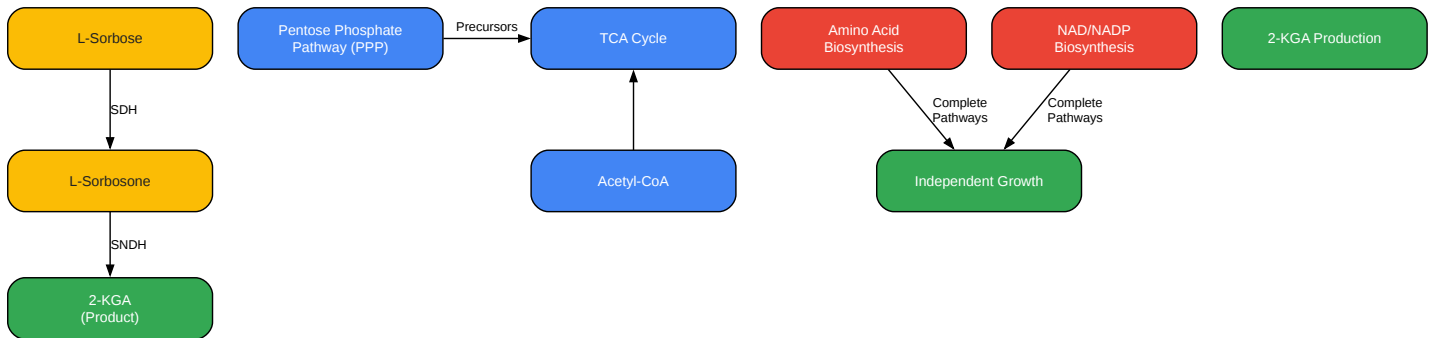 L-Sorbose
Pentose Phosphate
Pathway (PPP)
Precursors
TCA Cycle
Amino Acid
Biosynthesis
NAD/NADP
Biosynthesis
2-KGA Production
SDH
Complete
Pathways
Complete
Pathways
L-Sorbosone
Acetyl-CoA
Independent Growth
SNDH
2-KGA
(Product)